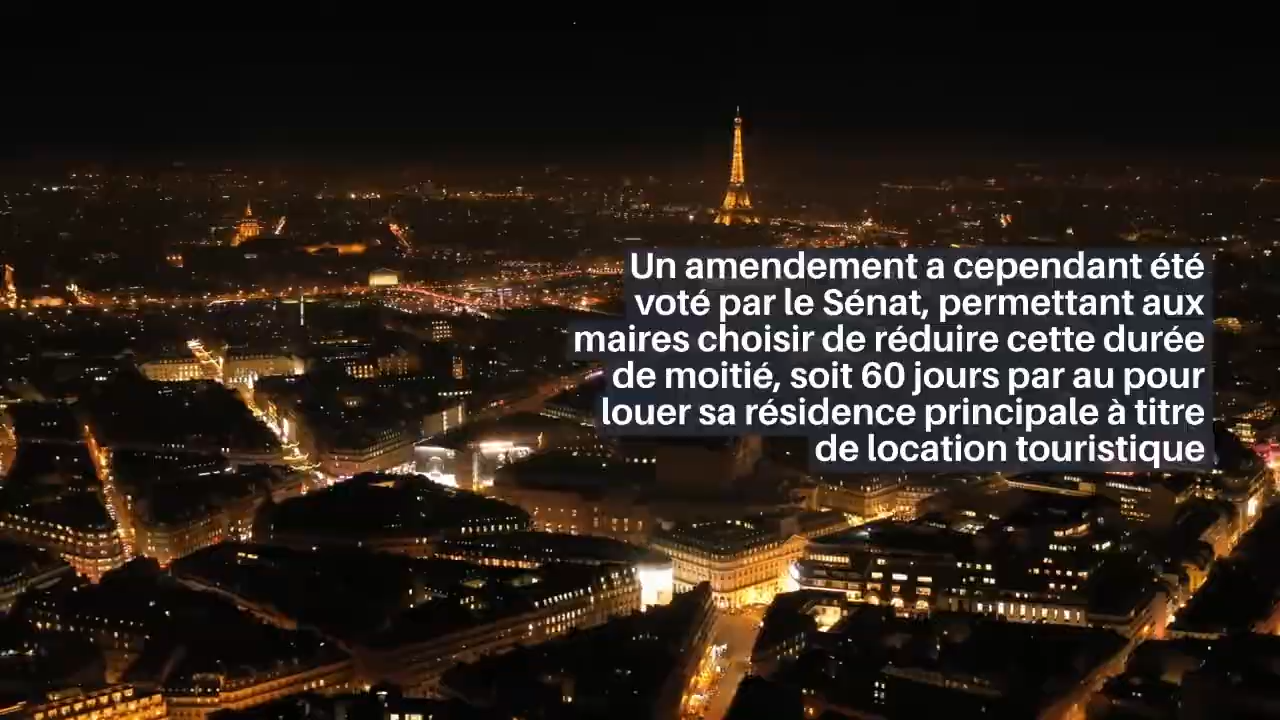 Un amendement a cependant été
voté par le Sénat, permettant aux
maires choisir de réduire cette durée
de moitié, soit 60 jours par au pour
louer sa résidence principale à titre
de location touristique